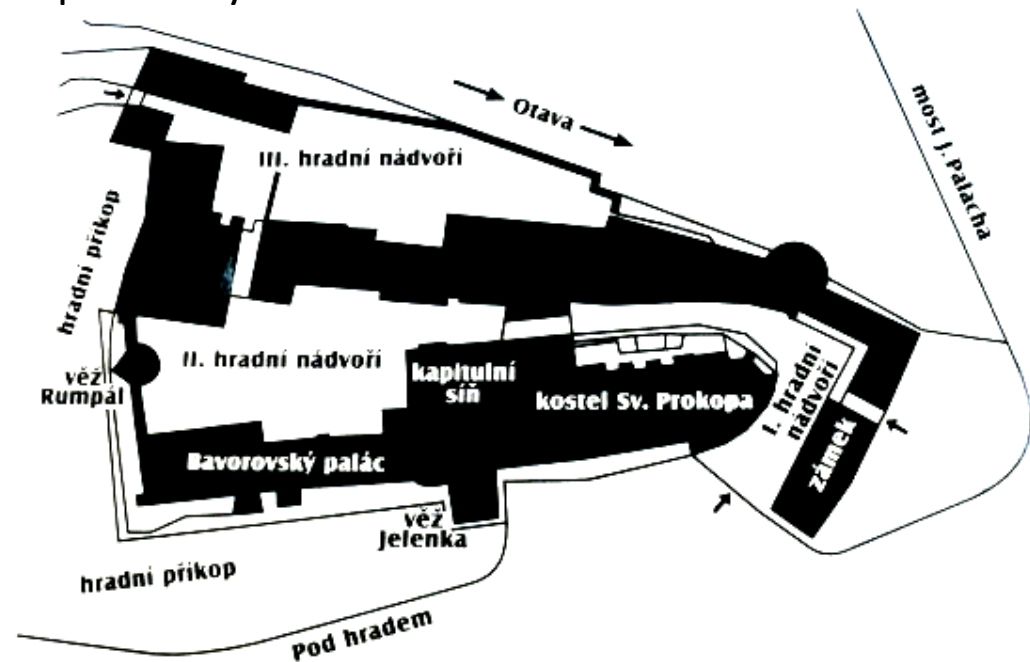 Otava
most J. Palacha
III. hradní nádvoří
hradní příkop
II. hradní nádvoří
věž
Rumpál
kapitulní
síň
kostel Sv. Prokopa
I. hradní
nádvoří
zámek
Bavorovský palác
věž
Jelenka
hradní příkop
Pod hradem